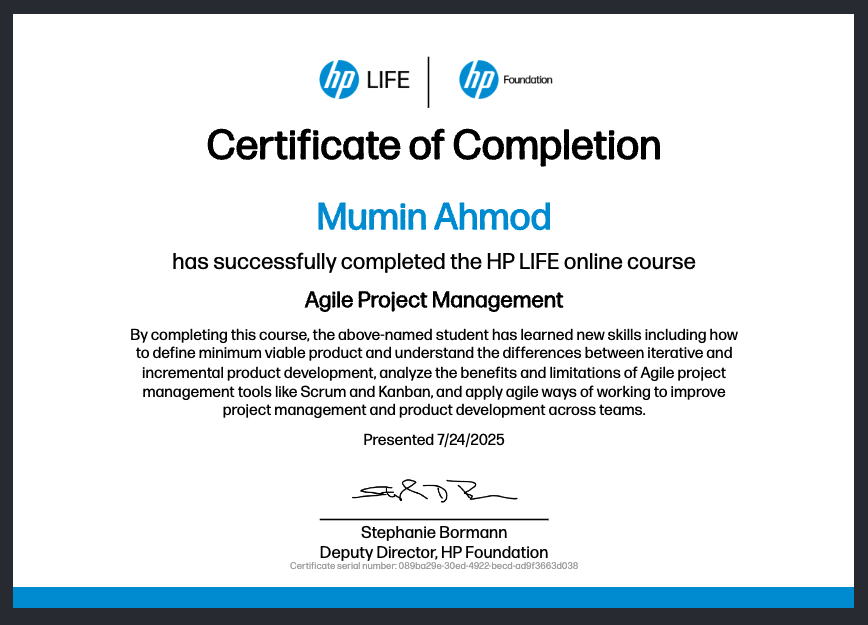 hp LIFE | hp Foundation
Certificate of Completion
Mumin Ahmod
has successfully completed the HP LIFE online course
Agile Project Management
By completing this course, the above-named student has learned new skills including how
to define minimum viable product and understand the differences between iterative and
incremental product development, analyze the benefits and limitations of Agile project
management tools like Scrum and Kanban, and apply agile ways of working to improve
project management and product development across teams.
Presented 7/24/2025
Stephanie Bormann
Deputy Director, HP Foundation
Certificate serial number: 089ba29e-30ed-4922-becd-ad9f3663d038